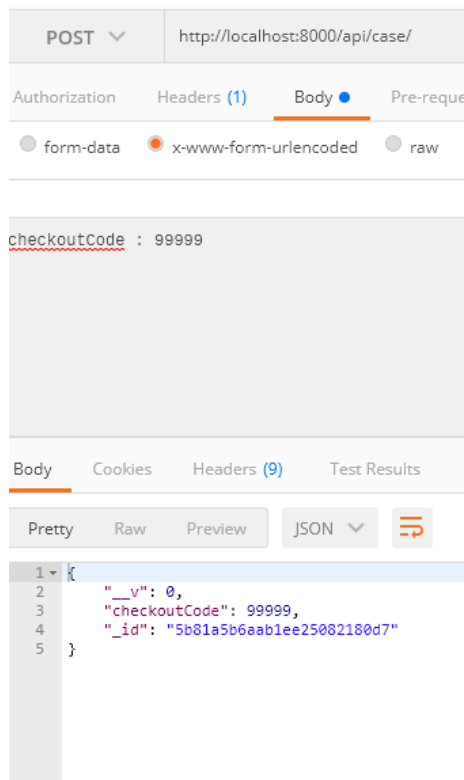 POST http://localhost:8000/api/case/
Authorization Headers (1) Body Pre-reque
form-data x-www-form-urlencoded raw
checkoutCode : 99999
Body Cookies Headers (9) Test Results
Pretty Raw Preview JSON
1 {
2 "__v": 0,
3 "checkoutCode": 99999,
4 "_id": "5b81a5b6aab1ee25082180d7"
5 }